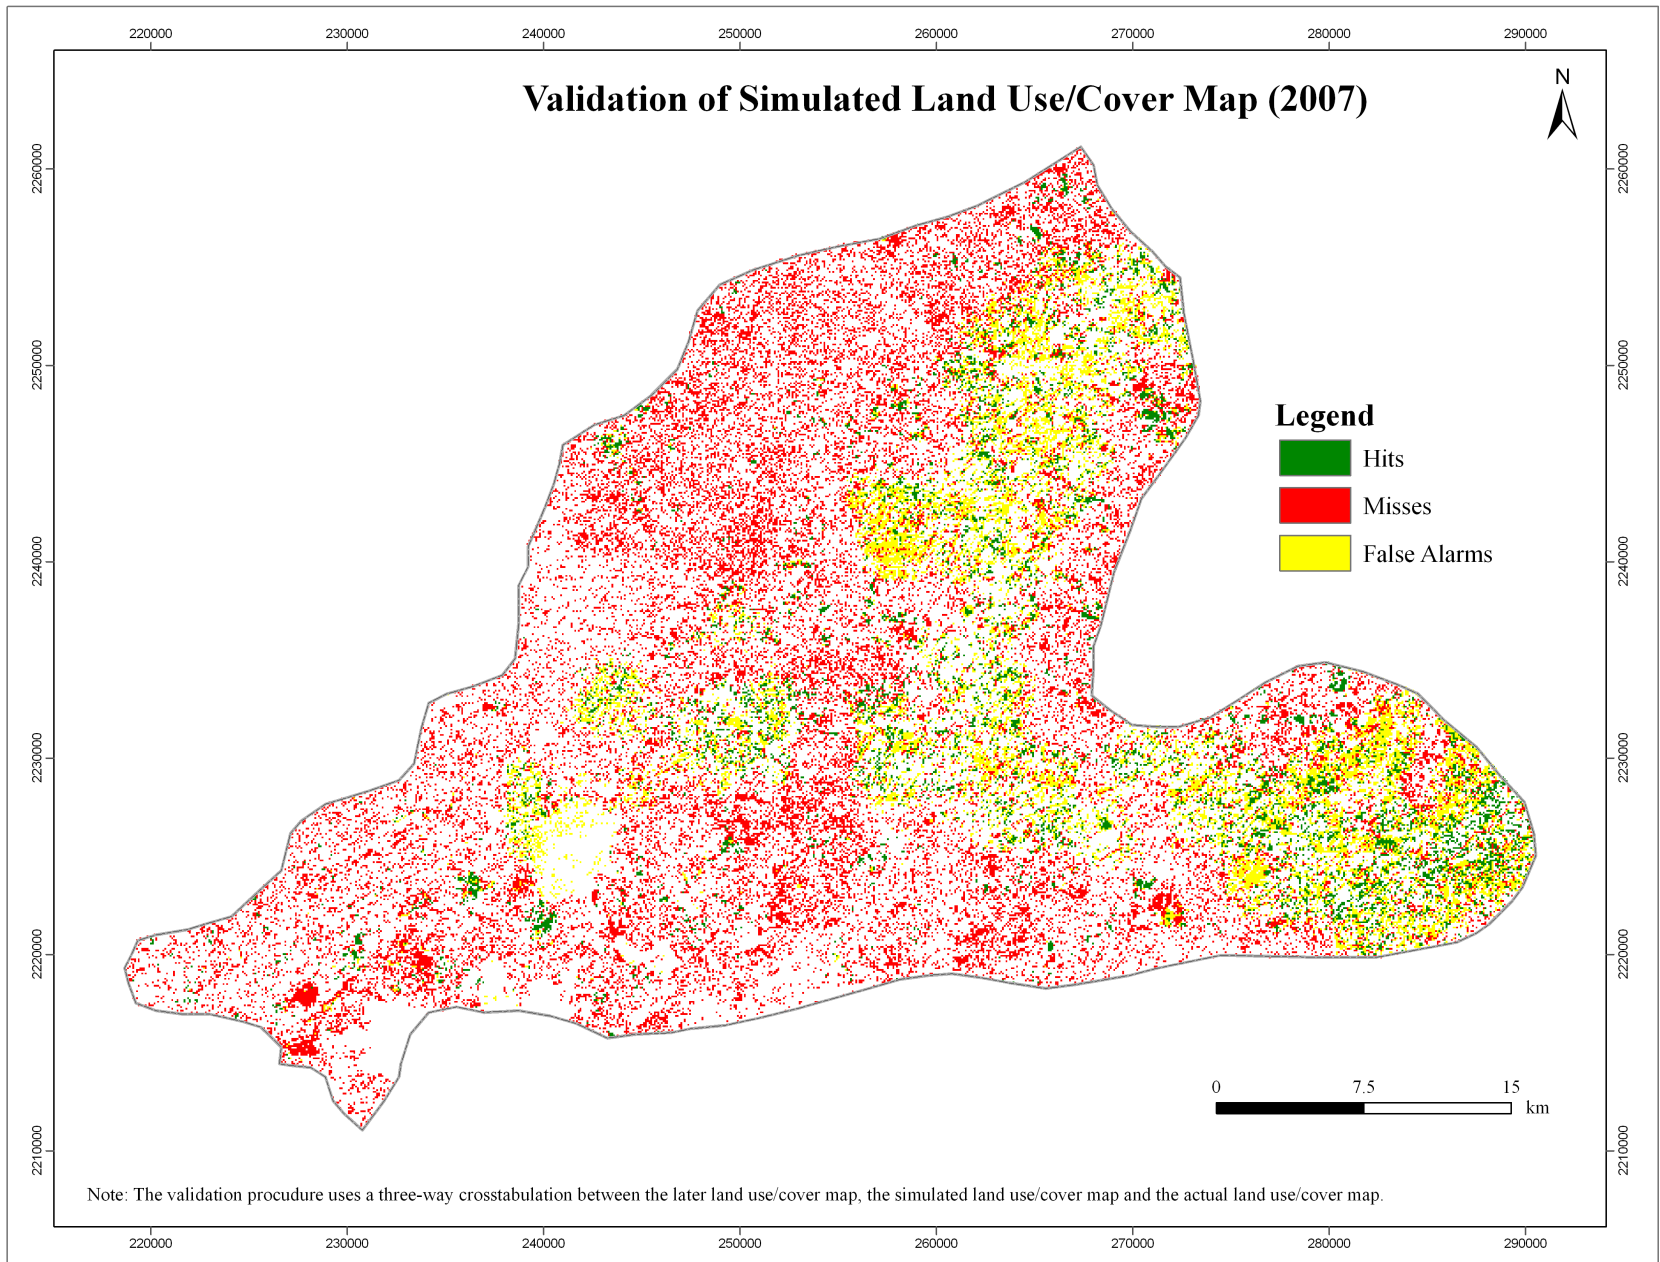 220000 230000 240000 250000 260000 270000 280000 290000
Validation of Simulated Land Use/Cover Map (2007)
N
2260000 2260000
2250000 2250000
Legend
Hits
Misses
False Alarms
2240000 2240000
2230000 2230000
2220000 2220000
0 7.5 15
km
2210000 2210000
Note: The validation procudure uses a three-way crosstabulation between the later land use/cover map, the simulated land use/cover map and the actual land use/cover map.
220000 230000 240000 250000 260000 270000 280000 290000